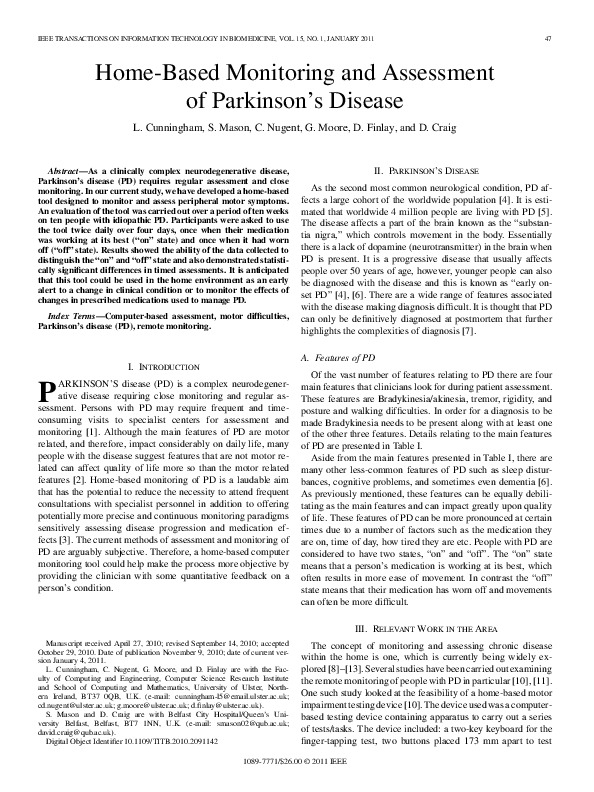 IEEE TRANSACTIONS ON INFORMATION TECHNOLOGY IN BIOMEDICINE, VOL. 15, NO. 1, JANUARY 2011 47
Home-Based Monitoring and Assessment
of Parkinson's Disease
L. Cunningham, S. Mason, C. Nugent, G. Moore, D. Finlay, and D. Craig
Abstract—As a clinically complex neurodegenerative disease,
Parkinson's disease (PD) requires regular assessment and close
monitoring. In our current study, we have developed a home-based
tool designed to monitor and assess peripheral motor symptoms.
An evaluation of the tool was carried out over a period of ten weeks
on ten people with idiopathic PD. Participants were asked to use
the tool twice daily over four days, once when their medication
was working at its best ("on" state) and once when it had worn
off ("off" state). Results showed the ability of the data collected to
distinguish the "on" and "off" state and also demonstrated statisti-
cally significant differences in timed assessments. It is anticipated
that this tool could be used in the home environment as an early
alert to a change in clinical condition or to monitor the effects of
changes in prescribed medications used to manage PD.
Index Terms—Computer-based assessment, motor difficulties,
Parkinson's disease (PD), remote monitoring.
I. INTRODUCTION
PARKINSON'S disease (PD) is a complex neurodegener-
ative disease requiring close monitoring and regular as-
sessment. Persons with PD may require frequent and time-
consuming visits to specialist centers for assessment and
monitoring [1]. Although the main features of PD are motor
related, and therefore, impact considerably on daily life, many
people with the disease suggest features that are not motor re-
lated can affect quality of life more so than the motor related
features [2]. Home-based monitoring of PD is a laudable aim
that has the potential to reduce the necessity to attend frequent
consultations with specialist personnel in addition to offering
potentially more precise and continuous monitoring paradigms
sensitively assessing disease progression and medication ef-
fects [3]. The current methods of assessment and monitoring of
PD are arguably subjective. Therefore, a home-based computer
monitoring tool could help make the process more objective by
providing the clinician with some quantitative feedback on a
person's condition.
Manuscript received April 27, 2010; revised September 14, 2010; accepted
October 29, 2010. Date of publication November 9, 2010; date of current ver-
sion January 4, 2011.
L. Cunningham, C. Nugent, G. Moore, and D. Finlay are with the Fac-
ulty of Computing and Engineering, Computer Science Research Institute
and School of Computing and Mathematics, University of Ulster, North-
ern Ireland, BT37 0QB, U.K. (e-mail: cunningham-l5@email.ulster.ac.uk;
cd.nugent@ulster.ac.uk; g.moore@ulster.ac.uk; d.finlay@ulster.ac.uk).
S. Mason and D. Craig are with Belfast City Hospital/Queen's Uni-
versity Belfast, Belfast, BT7 1NN, U.K. (e-mail: smason02@qub.ac.uk;
david.craig@qub.ac.uk).
Digital Object Identifier 10.1109/TITB.2010.2091142
II. PARKINSON'S DISEASE
As the second most common neurological condition, PD af-
fects a large cohort of the worldwide population [4]. It is esti-
mated that worldwide 4 million people are living with PD [5].
The disease affects a part of the brain known as the "substan-
tia nigra," which controls movement in the body. Essentially
there is a lack of dopamine (neurotransmitter) in the brain when
PD is present. It is a progressive disease that usually affects
people over 50 years of age, however, younger people can also
be diagnosed with the disease and this is known as "early on-
set PD" [4], [6]. There are a wide range of features associated
with the disease making diagnosis difficult. It is thought that PD
can only be definitively diagnosed at postmortem that further
highlights the complexities of diagnosis [7].
A. Features of PD
Of the vast number of features relating to PD there are four
main features that clinicians look for during patient assessment.
These features are Bradykinesia/akinesia, tremor, rigidity, and
posture and walking difficulties. In order for a diagnosis to be
made Bradykinesia needs to be present along with at least one
of the other three features. Details relating to the main features
of PD are presented in Table I.
Aside from the main features presented in Table I, there are
many other less-common features of PD such as sleep distur-
bances, cognitive problems, and sometimes even dementia [6].
As previously mentioned, these features can be equally debili-
tating as the main features and can impact greatly upon quality
of life. These features of PD can be more pronounced at certain
times due to a number of factors such as the medication they
are on, time of day, how tired they are etc. People with PD are
considered to have two states, "on" and "off". The "on" state
means that a person's medication is working at its best, which
often results in more ease of movement. In contrast the "off"
state means that their medication has worn off and movements
can often be more difficult.
III. RELEVANT WORK IN THE AREA
The concept of monitoring and assessing chronic disease
within the home is one, which is currently being widely ex-
plored [8]–[13]. Several studies have been carried out examining
the remote monitoring of people with PD in particular [10], [11].
One such study looked at the feasibility of a home-based motor
impairment testing device [10]. The device used was a computer-
based testing device containing apparatus to carry out a series
of tests/tasks. The device included: a two-key keyboard for the
finger-tapping test, two buttons placed 173 mm apart to test
1089-7771/$26.00 © 2011 IEEE